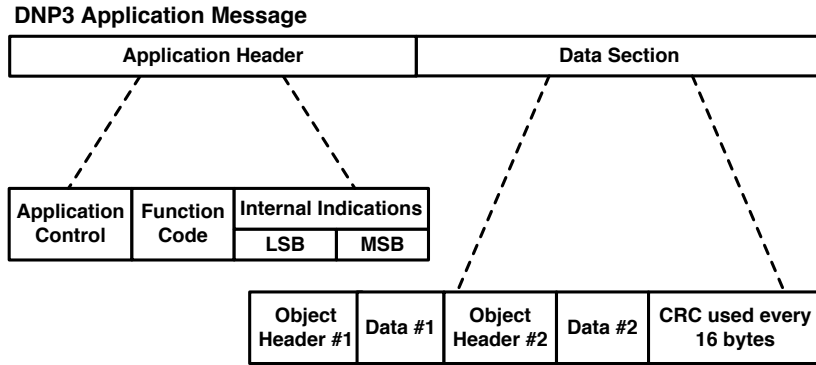 DNP3 Application Message
Application Header
Data Section
Application
Control
Function
Code
Internal Indications
LSB
MSB
Object
Header #1
Data #1
Object
Header #2
Data #2
CRC used every
16 bytes